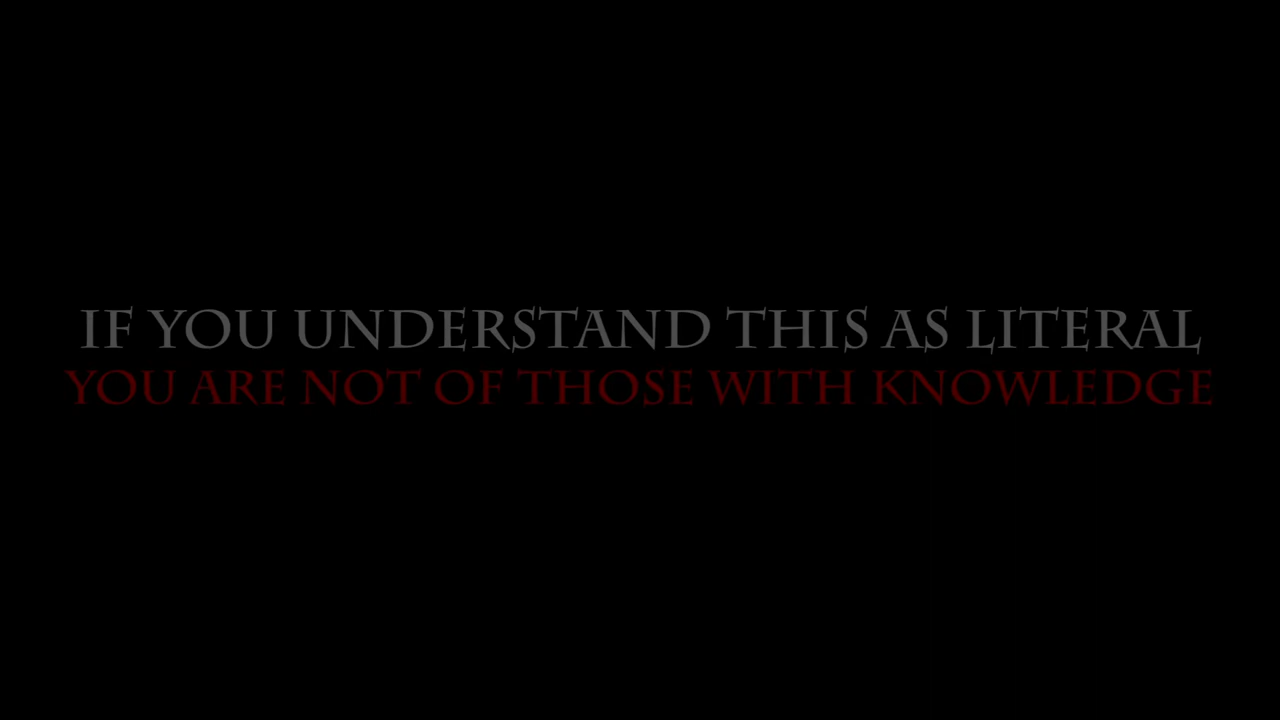 IF YOU UNDERSTAND THIS AS LITERAL
YOU ARE NOT OF THOSE WITH KNOWLEDGE